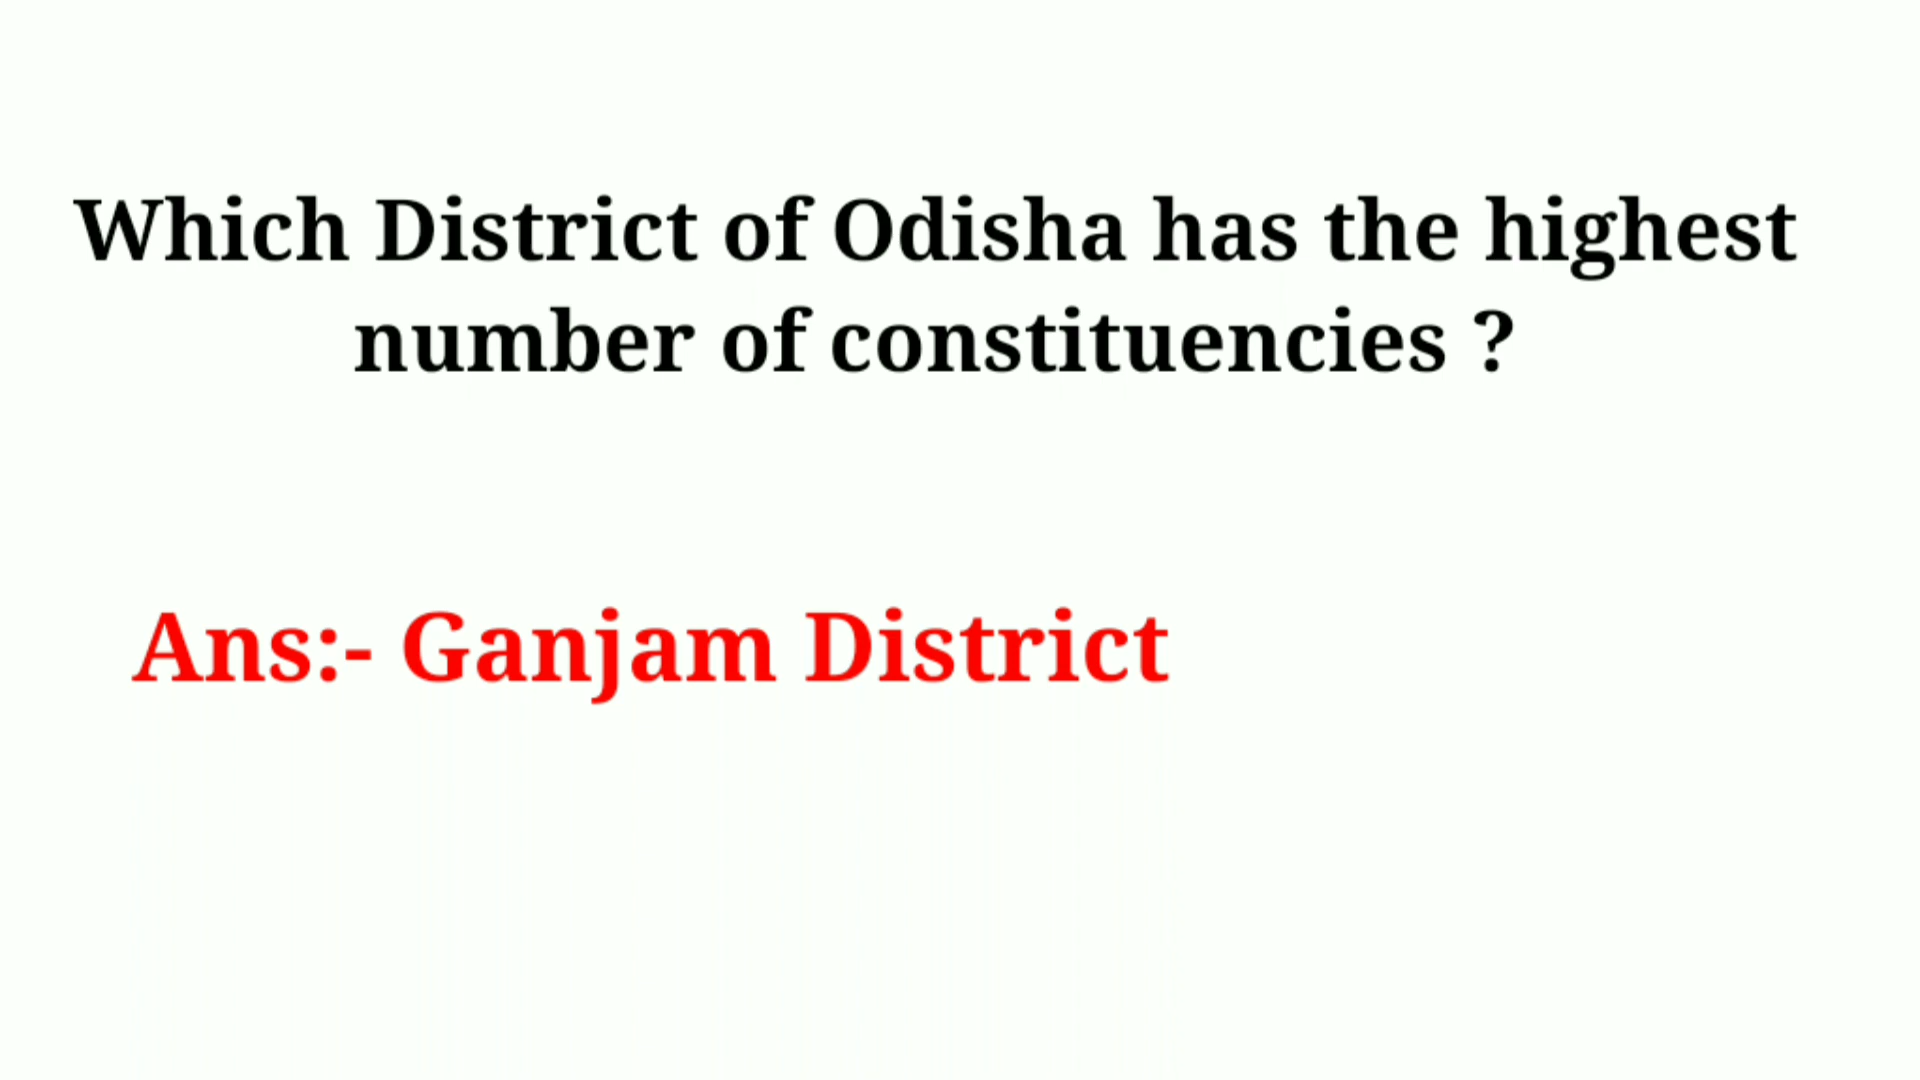 Which District of Odisha has the highest
number of constituencies ?
Ans:- Ganjam District